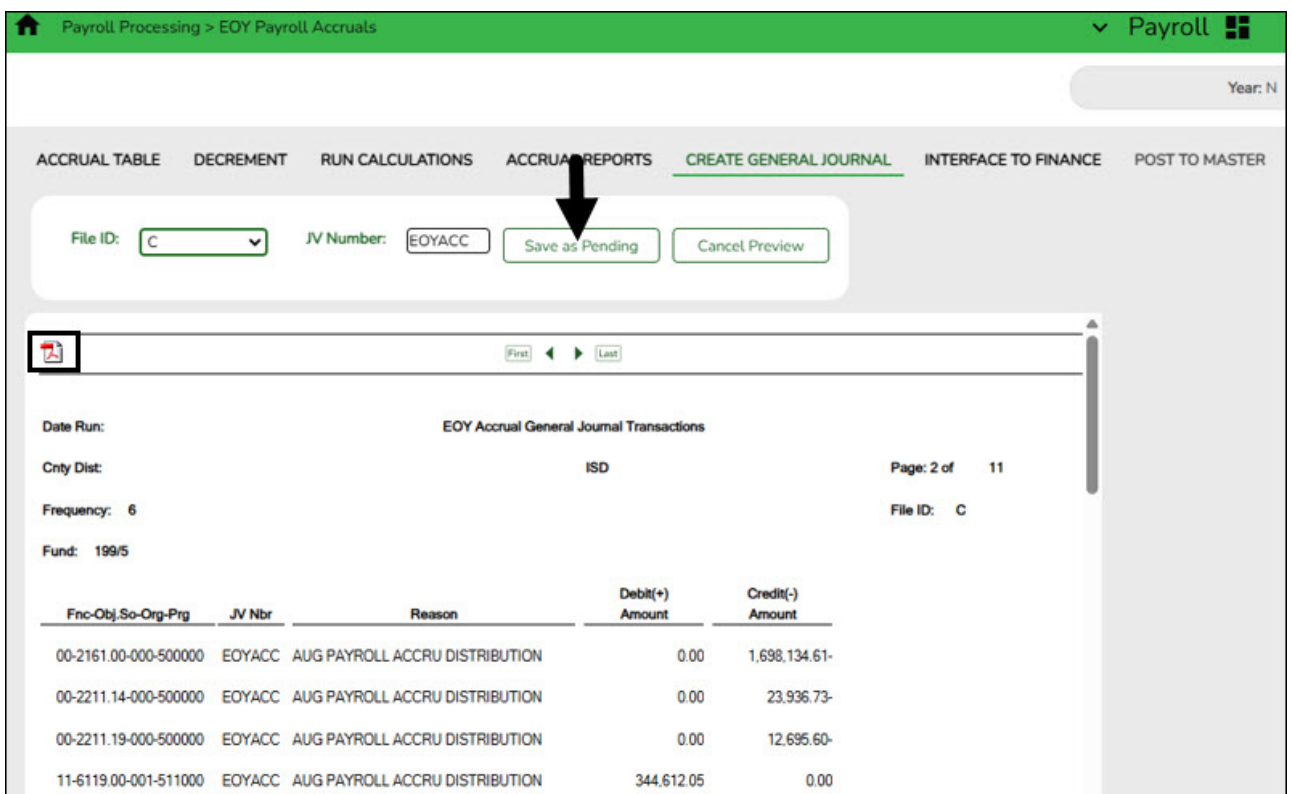 Payroll Processing > EOY Payroll Accruals Payroll
Year: N
ACCRUAL TABLE DECREMENT RUN CALCULATIONS ACCRUAL REPORTS CREATE GENERAL JOURNAL INTERFACE TO FINANCE POST TO MASTER
File ID: C JV Number: EOYACC Save as Pending Cancel Preview
First Last
Date Run: EOY Accrual General Journal Transactions
Cnty Dist: ISD Page: 2 of 11
Frequency: 6 File ID: C
Fund: 199/5
Debit(+) Credit(-)
Fnc-Obj.So-Org-Prg JV Nbr Reason Amount Amount
00-2161.00-000-500000 EOYACC AUG PAYROLL ACCRU DISTRIBUTION 0.00 1,698,134.61-
00-2211.14-000-500000 EOYACC AUG PAYROLL ACCRU DISTRIBUTION 0.00 23,936.73-
00-2211.19-000-500000 EOYACC AUG PAYROLL ACCRU DISTRIBUTION 0.00 12,695.60-
11-6119.00-001-511000 EOYACC AUG PAYROLL ACCRU DISTRIBUTION 344,612.05 0.00